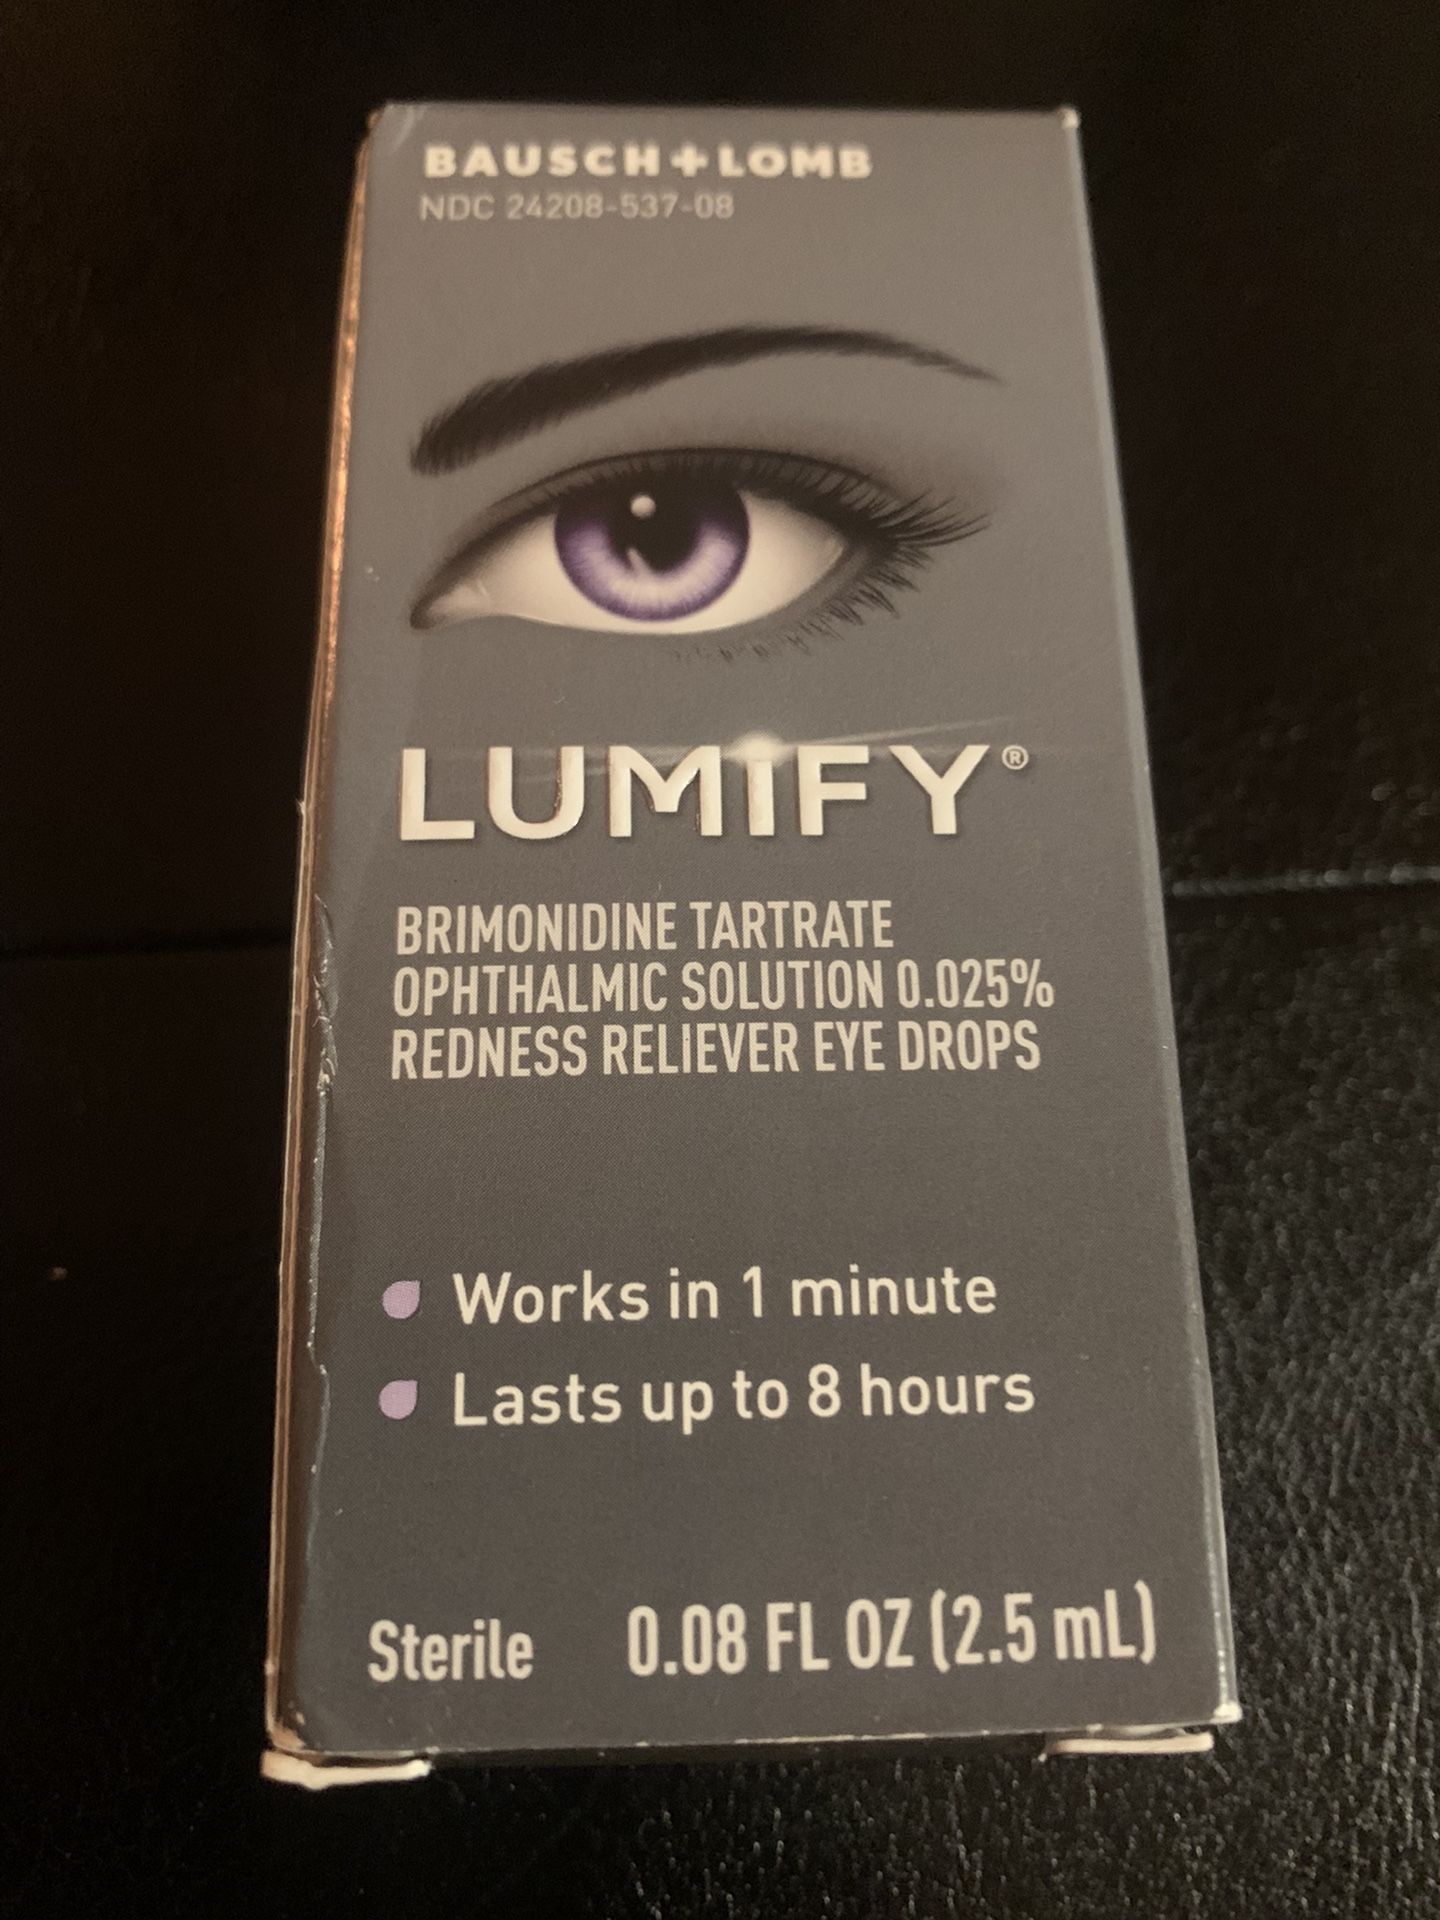 BAUSCH+LOMB
NDC 24208-537-08
LUMIFY®
BRIMONIDINE TARTRATE
OPHTHALMIC SOLUTION 0.025%
REDNESS RELIEVER EYE DROPS
Works in 1 minute
Lasts up to 8 hours
Sterile 0.08 FL OZ (2.5 mL)